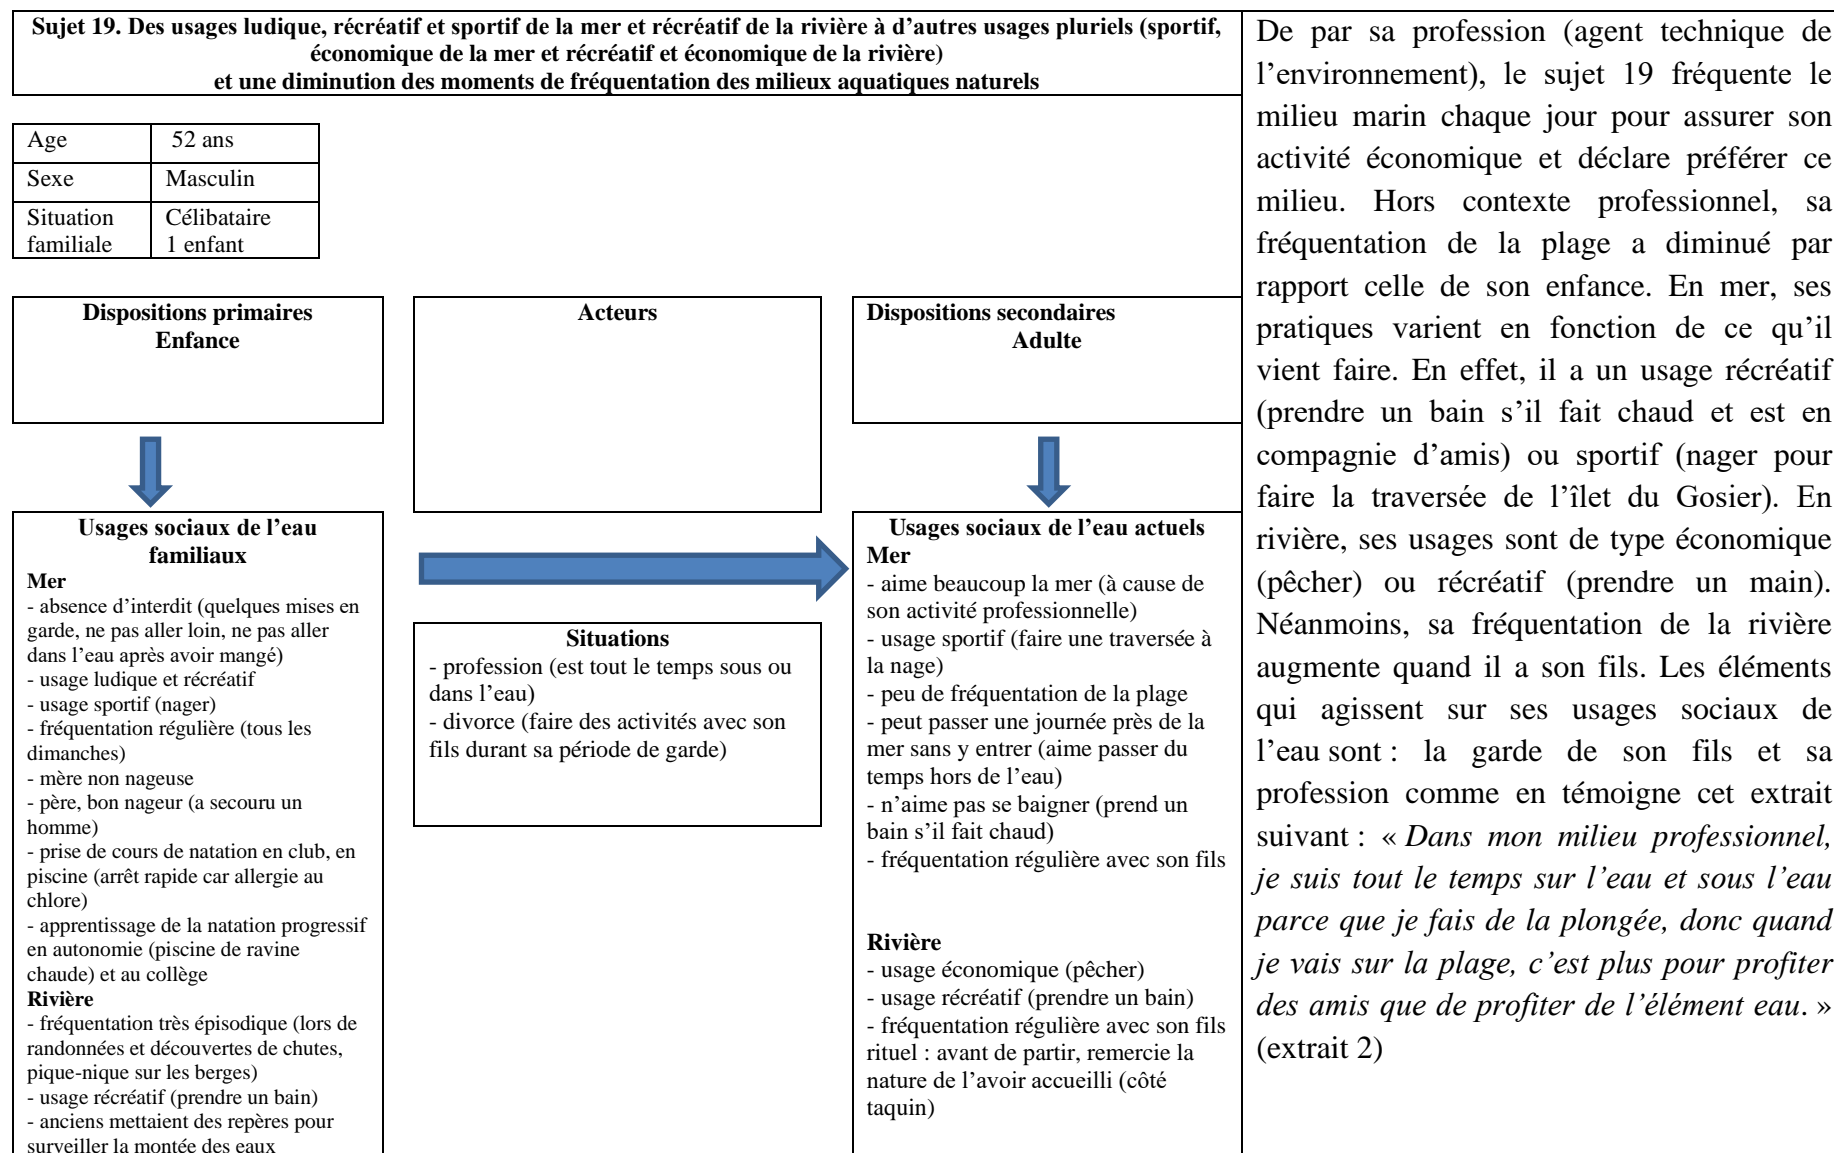 Sujet 19. Des usages ludique, récréatif et sportif de la mer et récréatif de la rivière à d’autres usages pluriels (sportif,
économique de la mer et récréatif et économique de la rivière)
et une diminution des moments de fréquentation des milieux aquatiques naturels
Age 52 ans
Sexe Masculin
Situation Célibataire
familiale 1 enfant
Dispositions primaires
Enfance
Acteurs
Dispositions secondaires
Adulte
Usages sociaux de l’eau
familiaux
Mer
- absence d’interdit (quelques mises en
garde, ne pas aller loin, ne pas aller
dans l’eau après avoir mangé)
- usage ludique et récréatif
- usage sportif (nager)
- fréquentation régulière (tous les
dimanches)
- mère non nageuse
- père, bon nageur (a secouru un
homme)
- prise de cours de natation en club, en
piscine (arrêt rapide car allergie au
chlore)
- apprentissage de la natation progressif
en autonomie (piscine de ravine
chaude) et au collège
Rivière
- fréquentation très épisodique (lors de
randonnées et découvertes de chutes,
pique-nique sur les berges)
- usage récréatif (prendre un bain)
- anciens mettaient des repères pour
surveiller la montée des eaux
Situations
- profession (est tout le temps sous ou
dans l’eau)
- divorce (faire des activités avec son
fils durant sa période de garde)
Usages sociaux de l’eau actuels
Mer
- aime beaucoup la mer (à cause de
son activité professionnelle)
- usage sportif (faire une traversée à
la nage)
- peu de fréquentation de la plage
- peut passer une journée près de la
mer sans y entrer (aime passer du
temps hors de l’eau)
- n’aime pas se baigner (prend un
bain s’il fait chaud)
- fréquentation régulière avec son fils
Rivière
- usage économique (pêcher)
- usage récréatif (prendre un bain)
- fréquentation régulière avec son fils
rituel : avant de partir, remercie la
nature de l’avoir accueilli (côté
taquin)
De par sa profession (agent technique de
l’environnement), le sujet 19 fréquente le
milieu marin chaque jour pour assurer son
activité économique et déclare préférer ce
milieu. Hors contexte professionnel, sa
fréquentation de la plage a diminué par
rapport celle de son enfance. En mer, ses
pratiques varient en fonction de ce qu’il
vient faire. En effet, il a un usage récréatif
(prendre un bain s’il fait chaud et est en
compagnie d’amis) ou sportif (nager pour
faire la traversée de l’îlet du Gosier). En
rivière, ses usages sont de type économique
(pêcher) ou récréatif (prendre un main).
Néanmoins, sa fréquentation de la rivière
augmente quand il a son fils. Les éléments
qui agissent sur ses usages sociaux de
l’eau sont : la garde de son fils et sa
profession comme en témoigne cet extrait
suivant : « Dans mon milieu professionnel,
je suis tout le temps sur l’eau et sous l’eau
parce que je fais de la plongée, donc quand
je vais sur la plage, c’est plus pour profiter
des amis que de profiter de l’élément eau. »
(extrait 2)